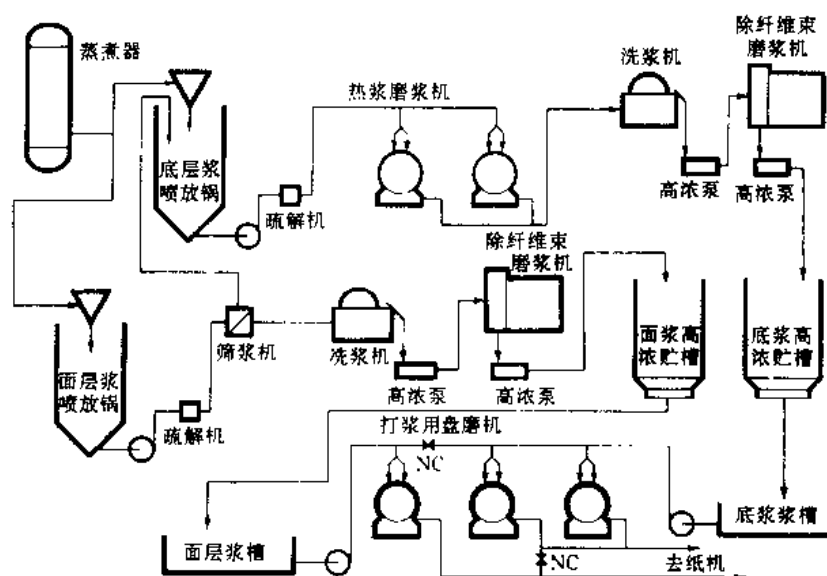 蒸煮器
底层浆
喷放锅
疏解机
热浆磨浆机
洗浆机
除纤维束
磨浆机
高浓泵
高浓泵
面层浆
喷放锅
疏解机
筛浆机
洗浆机
高浓泵
除纤维束
磨浆机
高浓泵
面浆高
浓贮槽
底浆高
浓贮槽
打浆用盘磨机
NC
面层浆槽
底浆浆槽
NC
去纸机